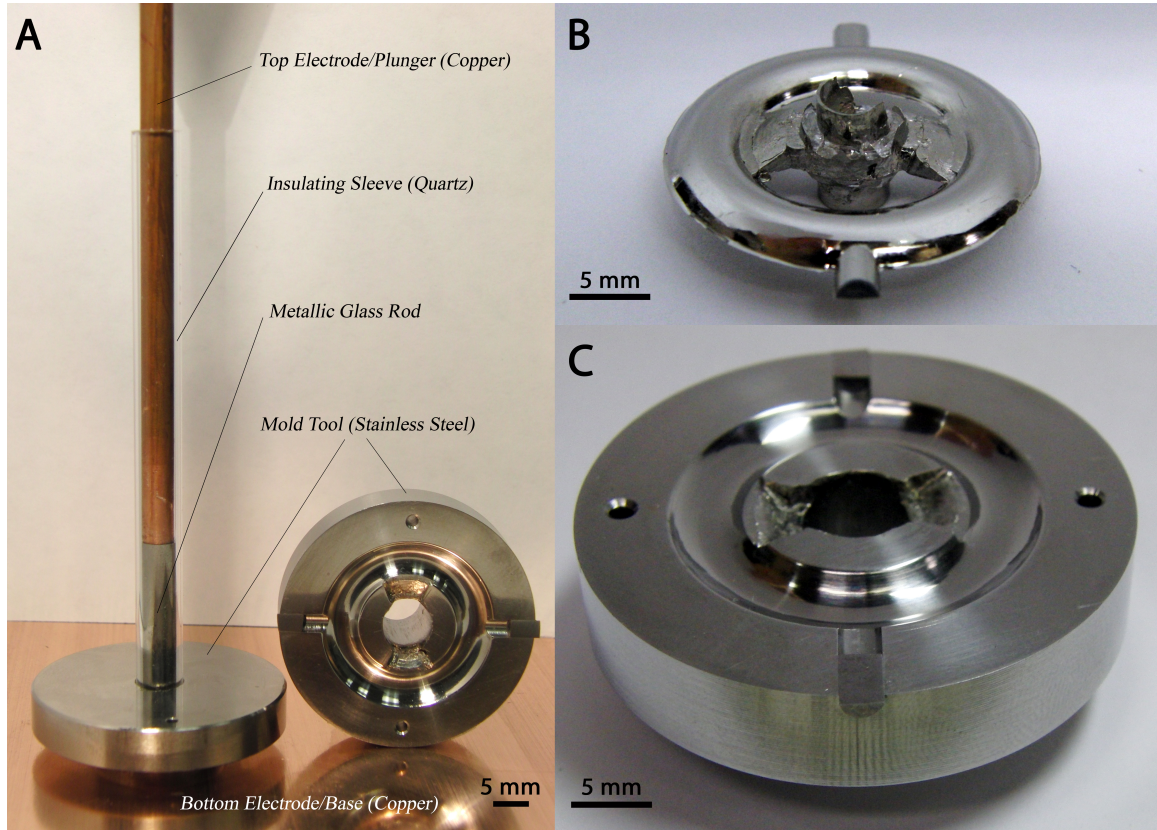 A
Top Electrode/Plunger (Copper)
Insulating Sleeve (Quartz)
Metallic Glass Rod
Mold Tool (Stainless Steel)
Bottom Electrode/Base (Copper)
5 mm
B
5 mm
C
5 mm